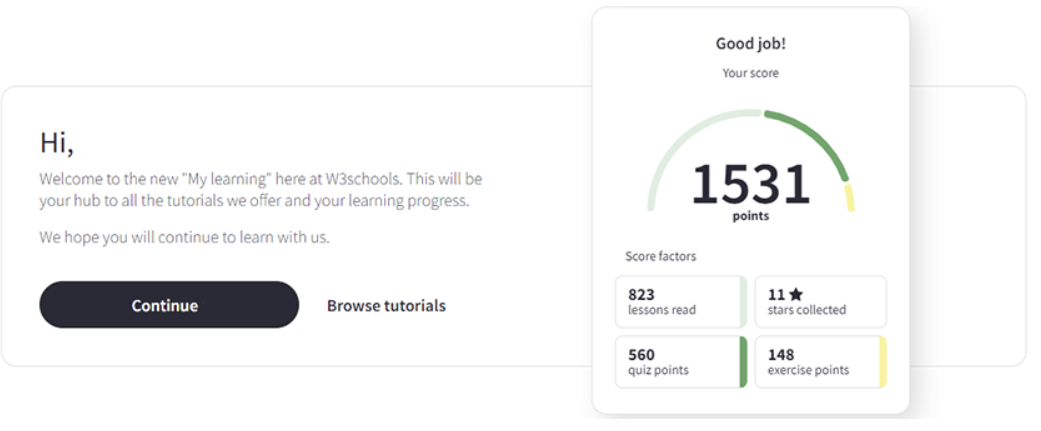 Hi,
Welcome to the new "My learning" here at W3schools. This will be
your hub to all the tutorials we offer and your learning progress.
We hope you will continue to learn with us.
Continue
Browse tutorials
Good job!
Your score
1531
points
Score factors
823
lessons read
11 ★
stars collected
560
quiz points
148
exercise points